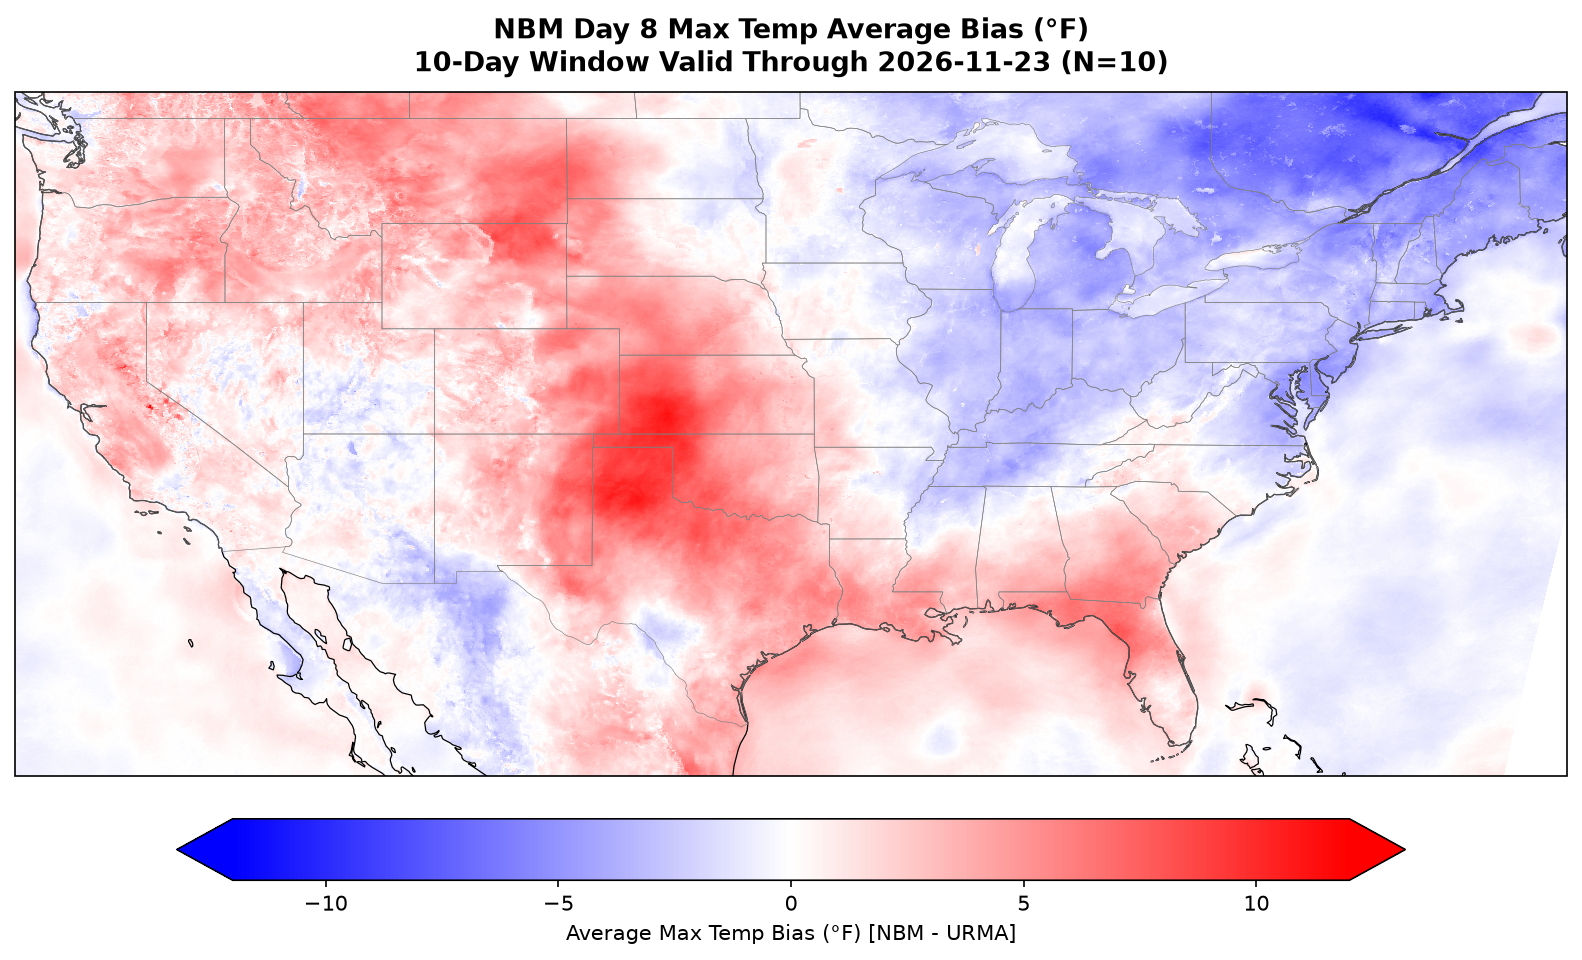 NBM Day 8 Max Temp Average Bias (°F)
10-Day Window Valid Through 2026-11-23 (N=10)
−10 −5 0 5 10
Average Max Temp Bias (°F) [NBM - URMA]